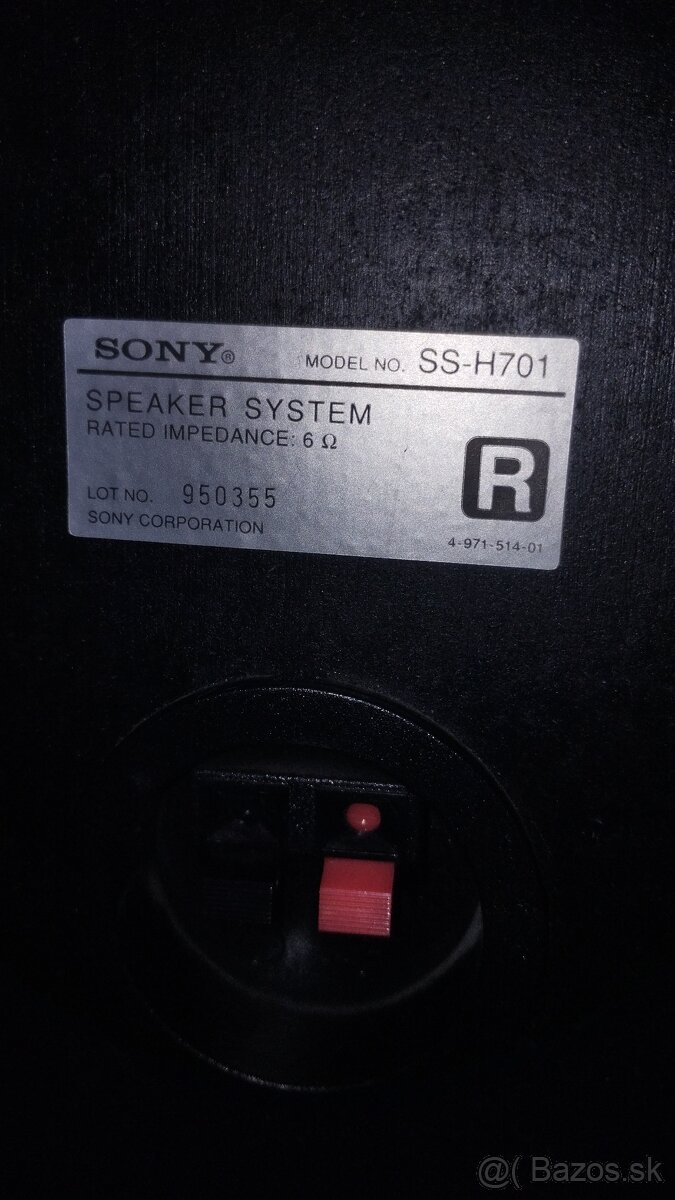 SONY® MODEL NO. SS-H701
SPEAKER SYSTEM
RATED IMPEDANCE: 6 Ω
R
LOT NO. 950355
SONY CORPORATION
4-971-514-01
@( Bazos.sk